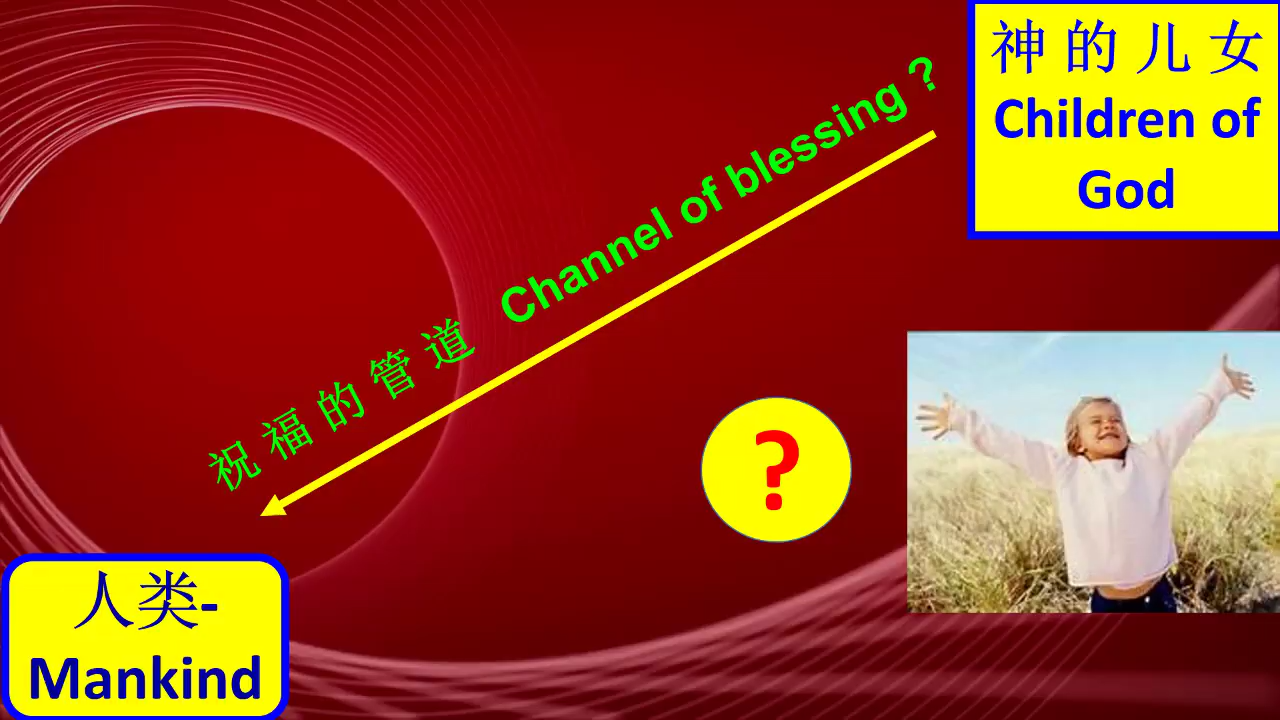 神 的 儿 女
Children of
God
祝 福 的 管 道 Channel of blessing ?
?
人类-
Mankind